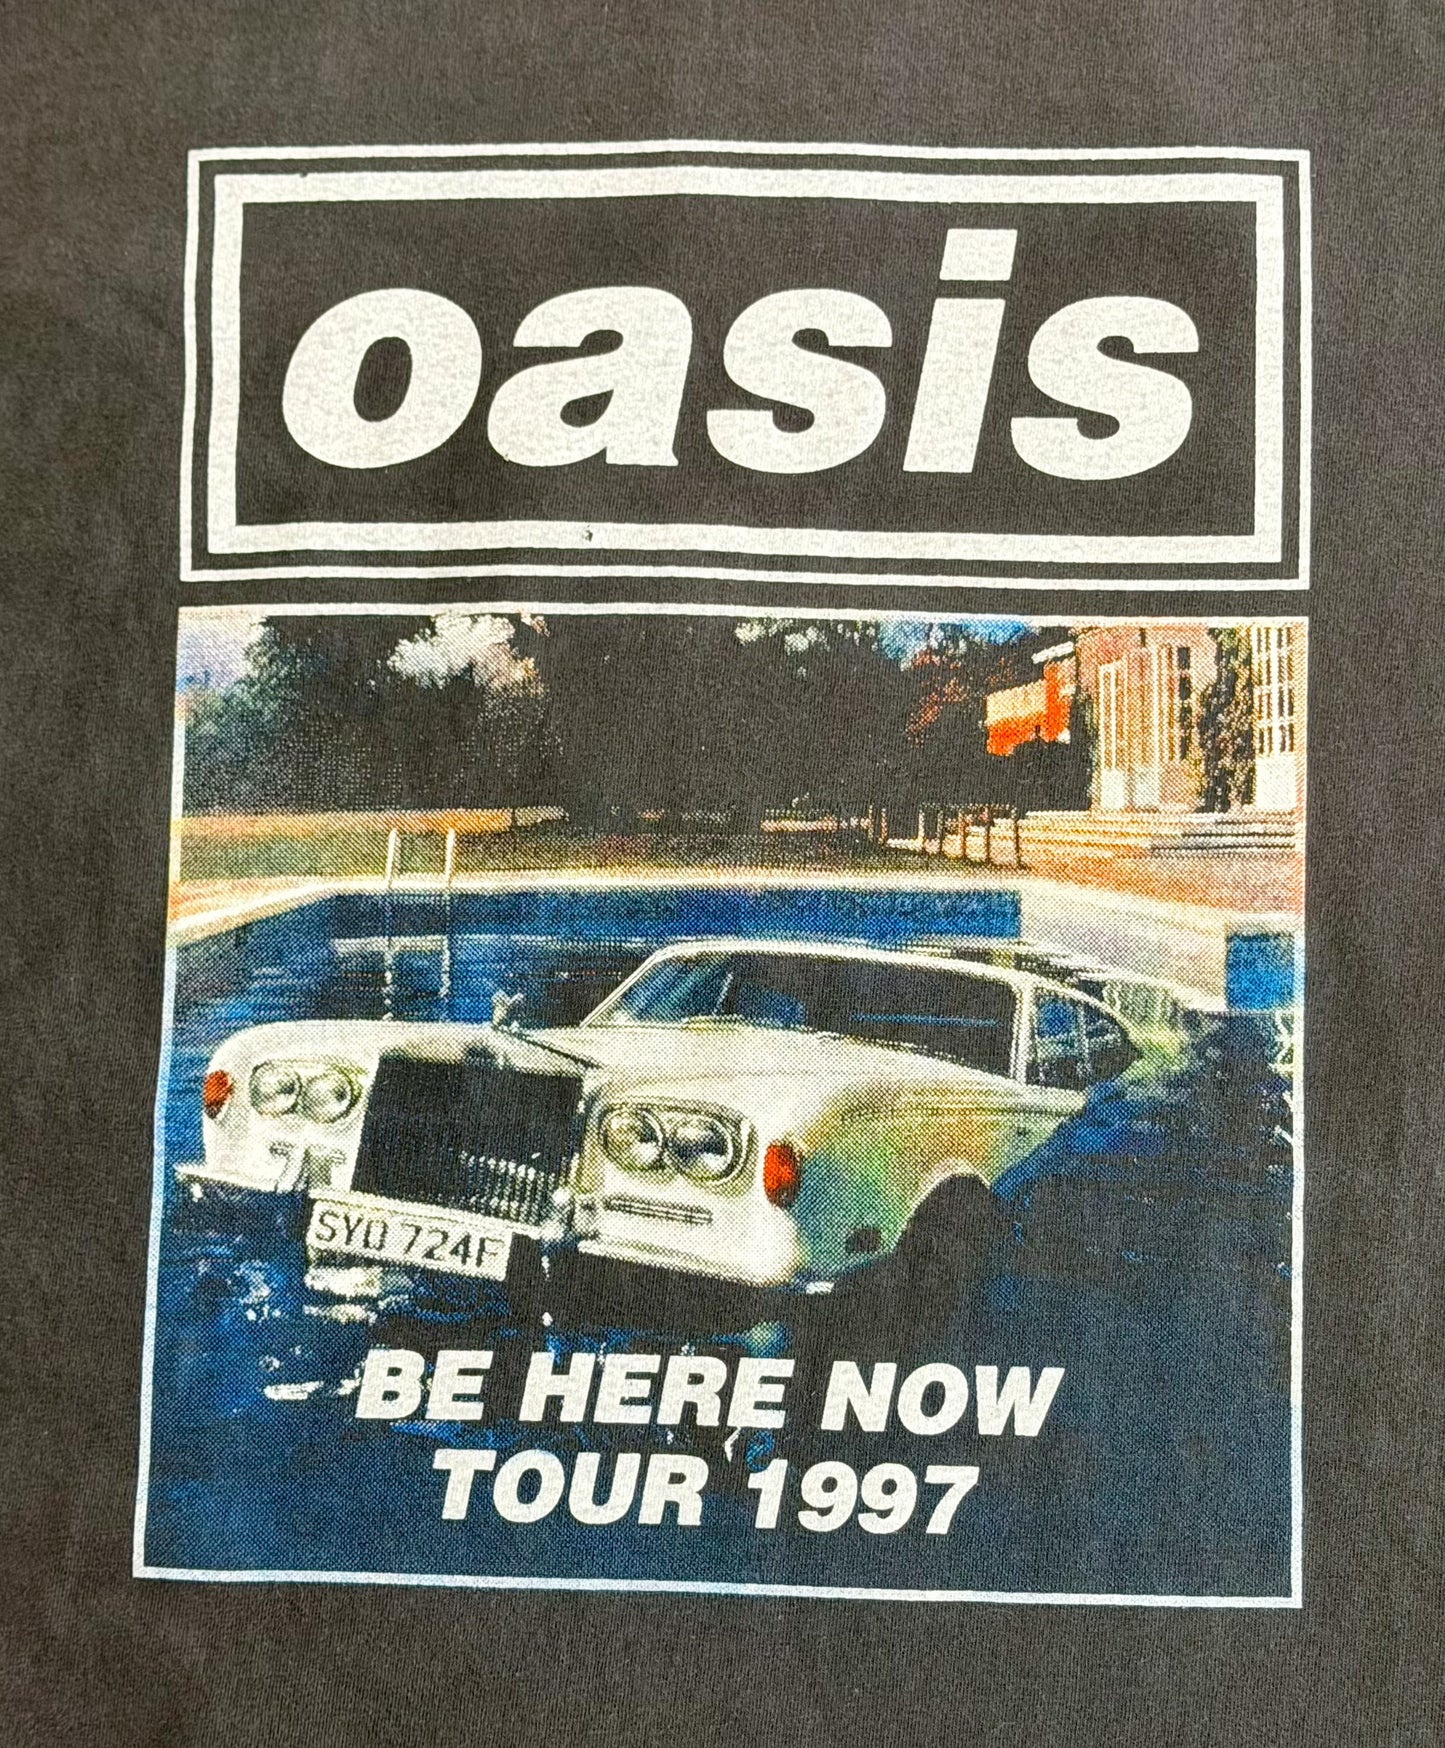 oasis
SYO 724F
BE HERE NOW
TOUR 1997